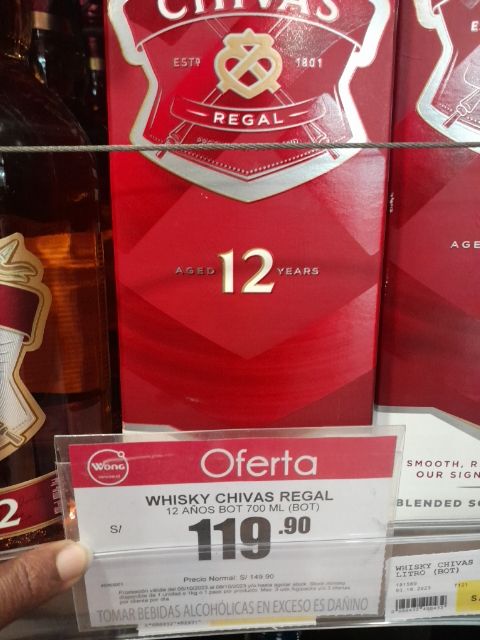 CHIVAS
ESTD 1801
REGAL
AGED 12 YEARS
AGE
Wong
Oferta
WHISKY CHIVAS REGAL
12 AÑOS BOT 700 ML (BOT)
S/ 119.90
Precio Normal: S/ 149.90
TOMAR BEBIDAS ALCOHÓLICAS EN EXCESO ES DAÑINO
SMOOTH, R
OUR SIGN
BLENDED S
WHISKY CHIVAS
LITRO (BOT)
S/
2